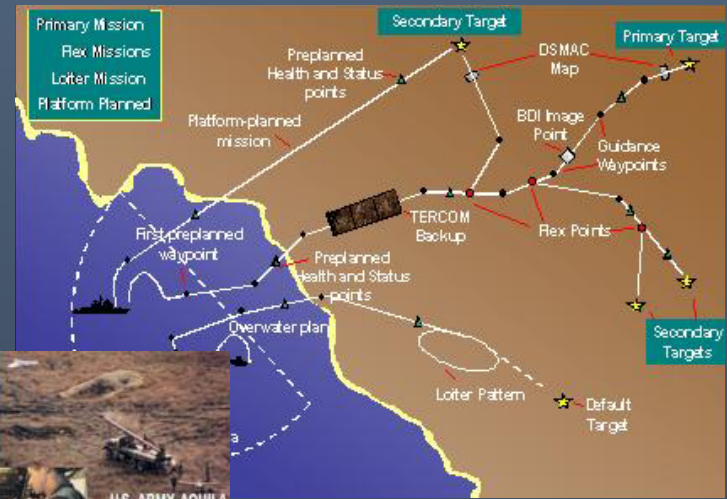 Primary Mission
Flex Missions
Loiter Mission
Platform Planned
Secondary Target
Primary Target
Preplanned
Health and Status
points
DSMAC
Map
Platform-planned
mission
BDI Image
Point
Guidance
Waypoints
TERCOM
Backup
Flex Points
First preplanned
waypoint
Preplanned
Health and Status
points
Overwater plan
Secondary
Targets
Loiter Pattern
Default
Target
a
U.S. ARMY AQUILA